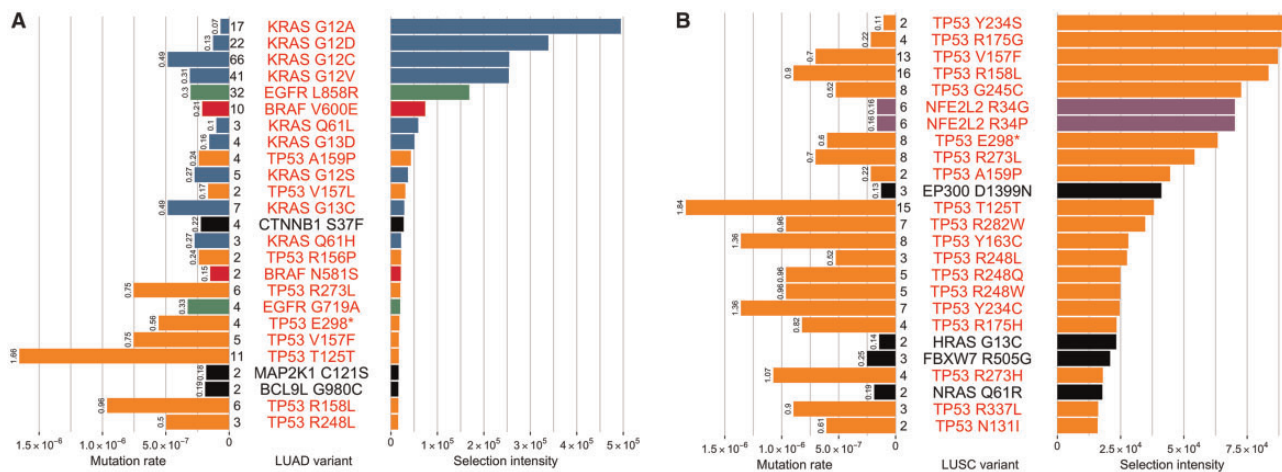 A
0.07 17 KRAS G12A
0.13 22 KRAS G12D
0.49 66 KRAS G12C
0.31 41 KRAS G12V
0.3 32 EGFR L858R
0.21 10 BRAF V600E
0.1 3 KRAS Q61L
0.16 4 KRAS G13D
0.24 4 TP53 A159P
0.27 5 KRAS G12S
0.17 2 TP53 V157L
0.49 7 KRAS G13C
0.22 4 CTNNB1 S37F
0.27 3 KRAS Q61H
0.24 2 TP53 R156P
0.15 2 BRAF N581S
0.75 6 TP53 R273L
0.33 4 EGFR G719A
0.56 4 TP53 E298*
0.75 5 TP53 V157F
1.66 11 TP53 T125T
0.18 2 MAP2K1 C121S
0.19 2 BCL9L G980C
0.96 6 TP53 R158L
0.5 3 TP53 R248L
1.5×10⁻⁶ 5.0×10⁻⁷ 0 0 1×10⁵ 2×10⁵ 3×10⁵ 4×10⁵ 5×10⁵
Mutation rate LUAD variant Selection intensity
B
0.11 2 TP53 Y234S
0.22 4 TP53 R175G
0.7 13 TP53 V157F
0.9 16 TP53 R158L
0.52 8 TP53 G245C
0.16 6 NFE2L2 R34G
0.16 6 NFE2L2 R34P
0.6 8 TP53 E298*
0.7 8 TP53 R273L
0.22 2 TP53 A159P
0.13 3 EP300 D1399N
1.84 15 TP53 T125T
0.96 7 TP53 R282W
1.36 8 TP53 Y163C
0.52 3 TP53 R248L
0.96 5 TP53 R248Q
0.96 5 TP53 R248W
1.36 7 TP53 Y234C
0.82 4 TP53 R175H
0.14 2 HRAS G13C
0.25 3 FBXW7 R505G
1.07 4 TP53 R273H
0.19 2 NRAS Q61R
0.9 3 TP53 R337L
0.61 2 TP53 N131I
1.5×10⁻⁶ 5.0×10⁻⁷ 0 0 2×10⁴ 4×10⁴ 6×10⁴ 8×10⁴
Mutation rate LUSC variant Selection intensity